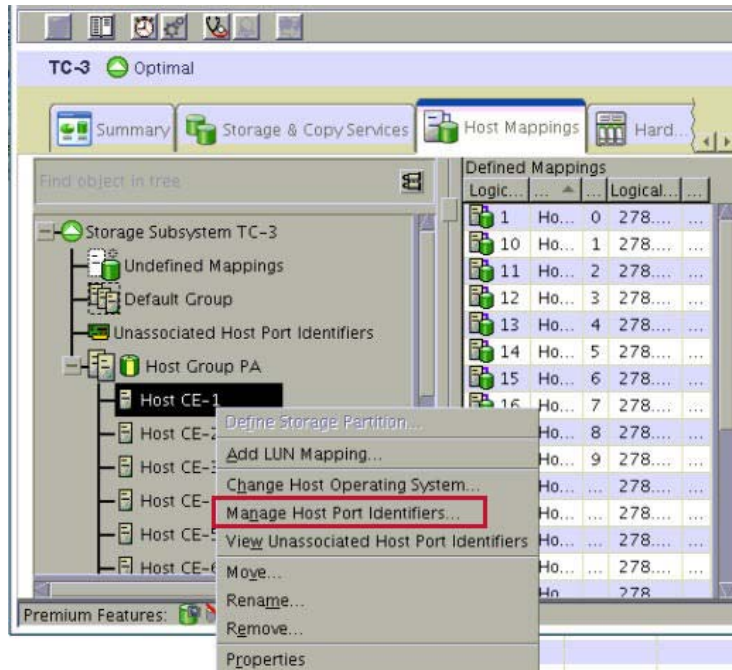 TC-3 Optimal
Summary
Storage & Copy Services
Host Mappings
Hard...
Find object in tree
Storage Subsystem TC-3
Undefined Mappings
Default Group
Unassociated Host Port Identifiers
Host Group PA
Host CE-1
Host CE-
Host CE-
Host CE-
Host CE-
Host CE-
Define Storage Partition...
Add LUN Mapping...
Change Host Operating System...
Manage Host Port Identifiers...
View Unassociated Host Port Identifiers
Move...
Rename...
Remove...
Properties
Premium Features:
Defined Mappings
Logic... ... ... Logical... ...
1 Ho... 0 278.... ...
10 Ho... 1 278.... ...
11 Ho... 2 278.... ...
12 Ho... 3 278.... ...
13 Ho... 4 278.... ...
14 Ho... 5 278.... ...
15 Ho... 6 278.... ...
16 Ho... 7 278.... ...
Ho... 8 278.... ...
Ho... 9 278.... ...
Ho... ... 278.... ...
Ho... ... 278.... ...
Ho... ... 278.... ...
Ho... ... 278.... ...
Ho 278